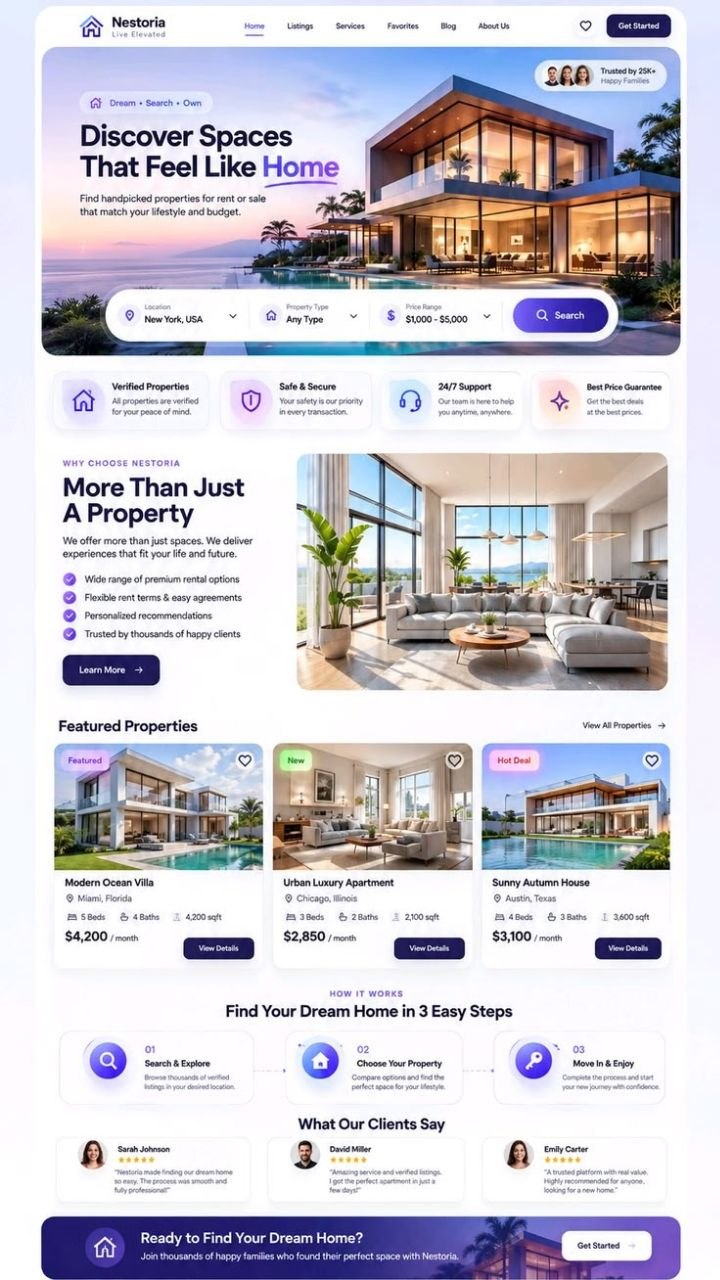 Nestoria
Live Elevated
Home
Listings
Services
Favorites
Blog
About Us
Get Started
Trusted by 25K+
Happy Families
Dream • Search • Own
Discover Spaces
That Feel Like Home
Find handpicked properties for rent or sale
that match your lifestyle and budget.
Location
New York, USA
Property Type
Any Type
Price Range
$1,000 - $5,000
Search
Verified Properties
All properties are verified
for your peace of mind.
Safe & Secure
Your safety is our priority
in every transaction.
24/7 Support
Our team is here to help
you anytime, anywhere.
Best Price Guarantee
Get the best deals
at the best prices.
WHY CHOOSE NESTORIA
More Than Just
A Property
We offer more than just spaces. We deliver
experiences that fit your life and future.
Wide range of premium rental options
Flexible rent terms & easy agreements
Personalized recommendations
Trusted by thousands of happy clients
Learn More →
Featured Properties
View All Properties →
Featured
Modern Ocean Villa
Miami, Florida
5 Beds 4 Baths 4,200 sqft
$4,200 / month
View Details
New
Urban Luxury Apartment
Chicago, Illinois
3 Beds 2 Baths 2,100 sqft
$2,850 / month
View Details
Hot Deal
Sunny Autumn House
Austin, Texas
4 Beds 3 Baths 3,600 sqft
$3,100 / month
View Details
HOW IT WORKS
Find Your Dream Home in 3 Easy Steps
01
Search & Explore
Browse thousands of verified
listings in your desired location.
02
Choose Your Property
Compare options and find the
perfect space for your lifestyle.
03
Move In & Enjoy
Complete the process and start
your new journey with confidence.
What Our Clients Say
Sarah Johnson
★★★★★
"Nestoria made finding our dream home
so easy. The process was smooth and
fully professional!"
David Miller
★★★★★
"Amazing service and verified listings.
I got the perfect apartment in just a
few days!"
Emily Carter
★★★★★
"A trusted platform with real value.
Highly recommended for anyone
looking for a new home."
Ready to Find Your Dream Home?
Join thousands of happy families who found their perfect space with Nestoria.
Get Started →